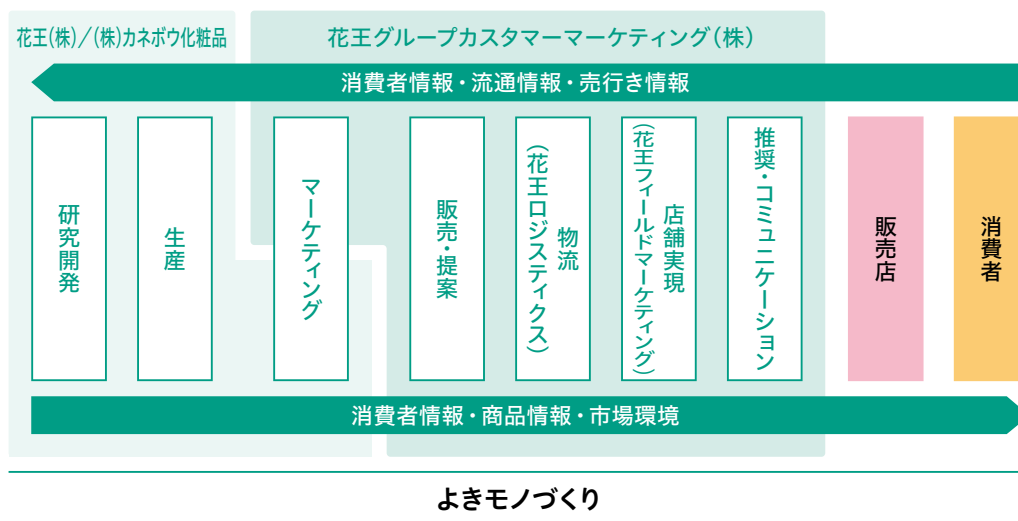 花王(株)／(株)カネボウ化粧品
花王グループカスタマーマーケティング(株)
消費者情報・流通情報・売行き情報
研究開発
生産
マーケティング
販売・提案
物流
(花王ロジスティクス)
店舗実現
(花王フィールドマーケティング)
推奨・コミュニケーション
販売店
消費者
消費者情報・商品情報・市場環境
よきモノづくり